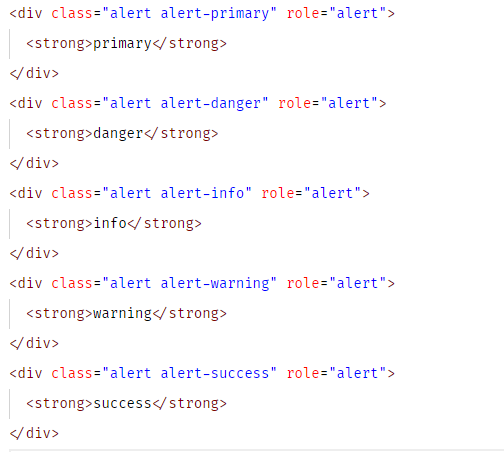 <div class="alert alert-primary" role="alert">
<strong>primary</strong>
</div>
<div class="alert alert-danger" role="alert">
<strong>danger</strong>
</div>
<div class="alert alert-info" role="alert">
<strong>info</strong>
</div>
<div class="alert alert-warning" role="alert">
<strong>warning</strong>
</div>
<div class="alert alert-success" role="alert">
<strong>success</strong>
</div>